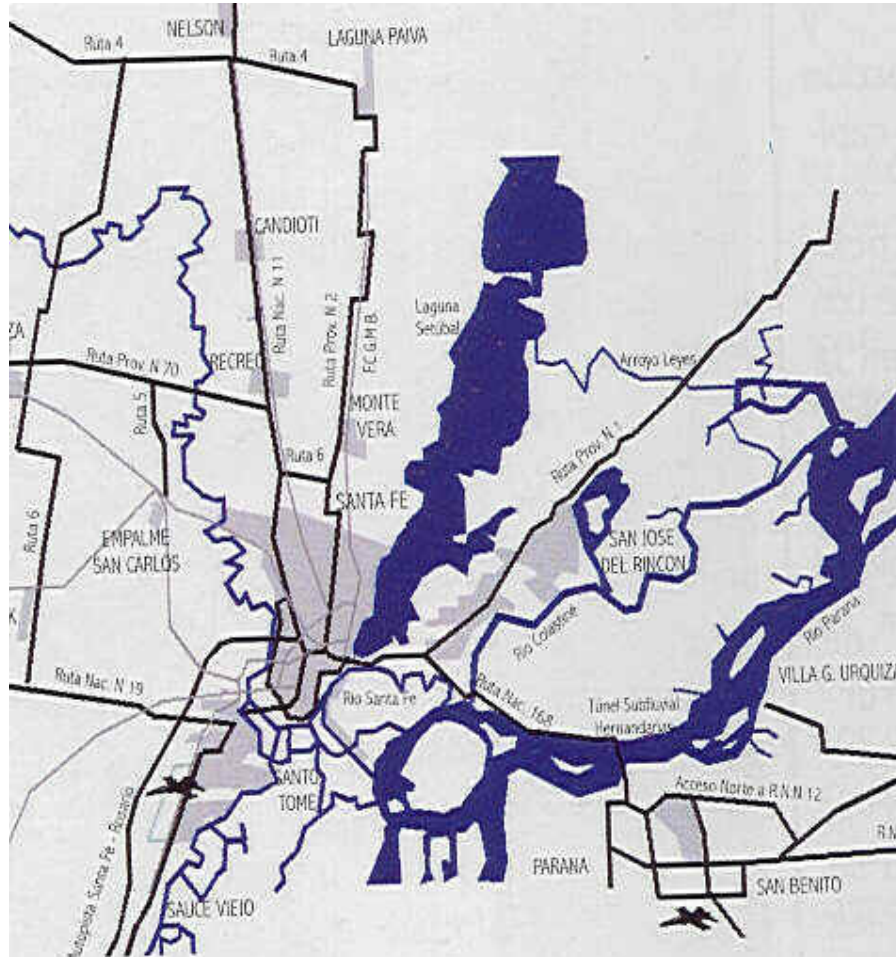 NELSON
LAGUNA PAIVA
Ruta 4
Ruta 4
CANDIOTI
Ruta Nac. N 11
Ruta Prov. N 2
F.C.G.M.B.
Laguna
Setúbal
ZA
Ruta Prov. N 70
RECREO
Arroyo Leyes
Ruta 5
MONTE
VERA
Ruta Prov. N. 1
Ruta 6
SANTA FE
Ruta 6
EMPALME
SAN CARLOS
SAN JOSE
DEL RINCON
Rio Colastiné
Rio Parana
Ruta Nac. N 19
Rio Santa Fe
Ruta Nac. 168
VILLA G. URQUIZA
Túnel Subfluvial
Hernandarias
SANTO
TOME
Acceso Norte a R.N.N 12
Autopista Santa Fe - Rosario
PARANA
SAN BENITO
SAUCE VIEJO